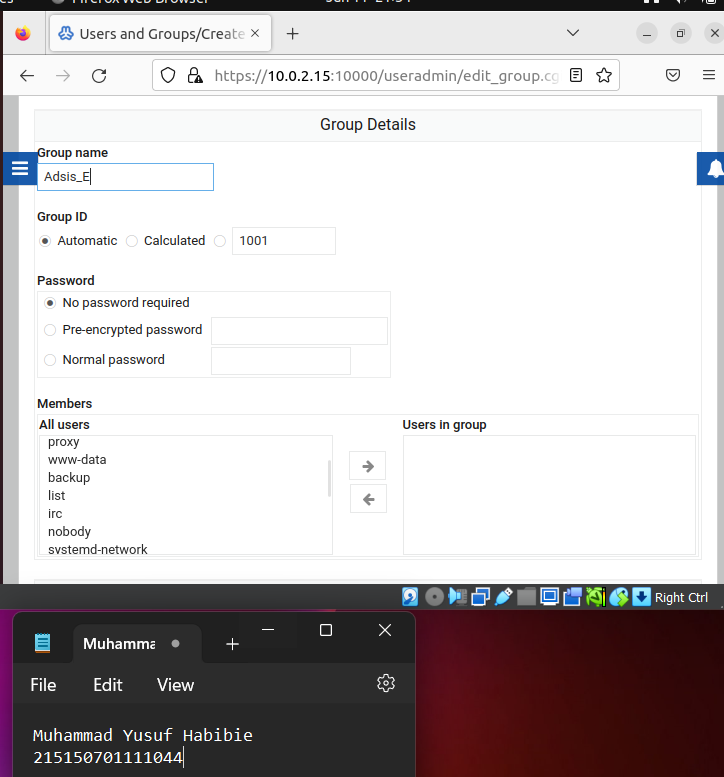 Users and Groups/Create
https://10.0.2.15:10000/useradmin/edit_group.cg
Group Details
Group name
Adsis_E
Group ID
Automatic Calculated 1001
Password
No password required
Pre-encrypted password
Normal password
Members
All users Users in group
proxy
www-data
backup
list
irc
nobody
systemd-network
Right Ctrl
Muhamma
File Edit View
Muhammad Yusuf Habibie
215150701111044